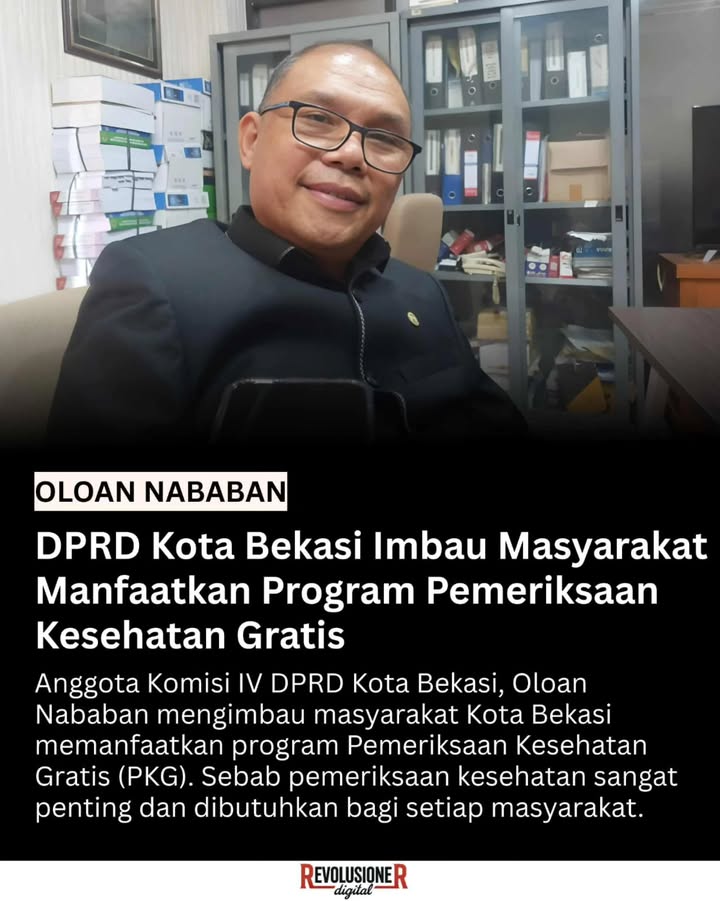 OLOAN NABABAN
DPRD Kota Bekasi Imbau Masyarakat
Manfaatkan Program Pemeriksaan
Kesehatan Gratis
Anggota Komisi IV DPRD Kota Bekasi, Oloan
Nababan mengimbau masyarakat Kota Bekasi
memanfaatkan program Pemeriksaan Kesehatan
Gratis (PKG). Sebab pemeriksaan kesehatan sangat
penting dan dibutuhkan bagi setiap masyarakat.
REVOLUSIONER
digital